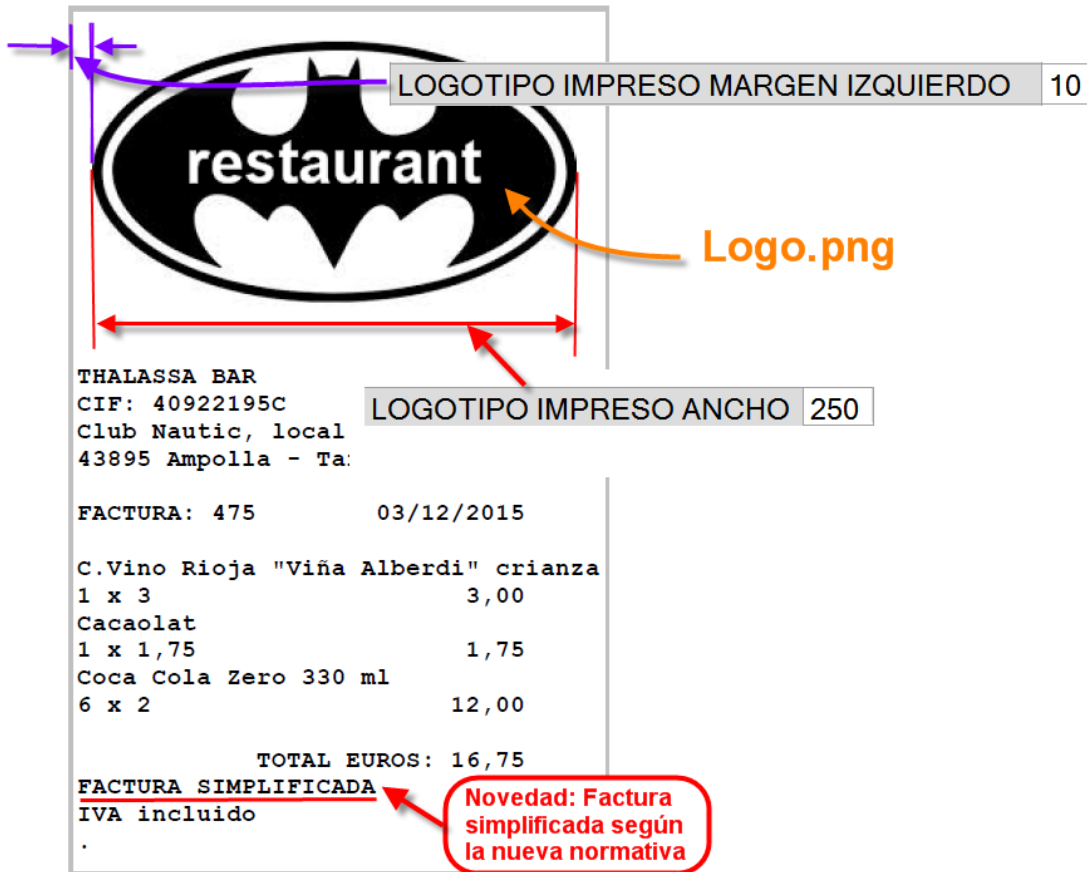 LOGOTIPO IMPRESO MARGEN IZQUIERDO 10
restaurant
Logo.png
THALASSA BAR
CIF: 40922195C
LOGOTIPO IMPRESO ANCHO 250
Club Nautic, local
43895 Ampolla - Ta
FACTURA: 475 03/12/2015
C.Vino Rioja "Viña Alberdi" crianza
1 x 3 3,00
Cacaolat
1 x 1,75 1,75
Coca Cola Zero 330 ml
6 x 2 12,00
TOTAL EUROS: 16,75
FACTURA SIMPLIFICADA
IVA incluido
.
Novedad: Factura
simplificada según
la nueva normativa